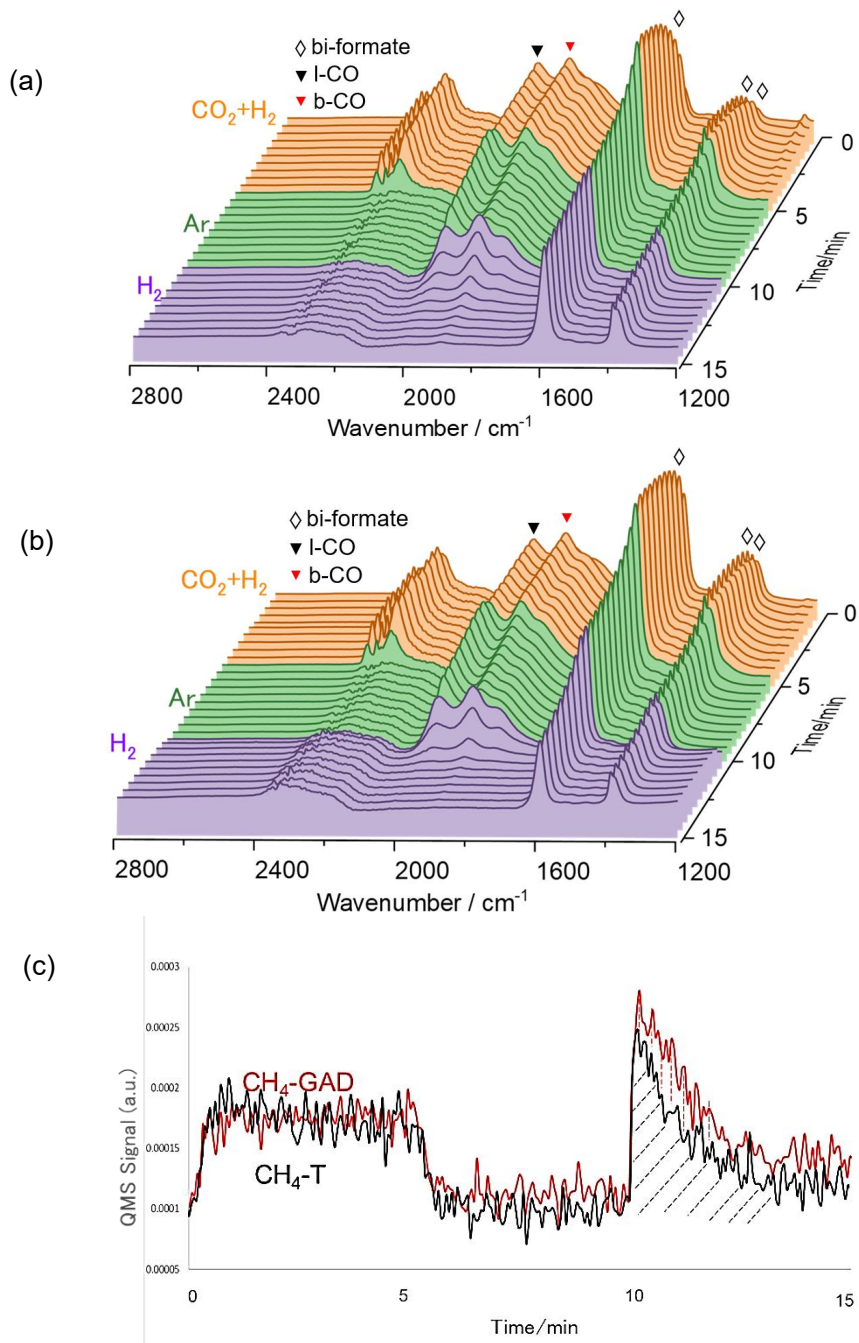 (a)
◇ bi-formate
▼ l-CO
▼ b-CO
CO₂+H₂
Ar
H₂
0
5
10
15
Time/min
2800 2400 2000 1600 1200
Wavenumber / cm⁻¹
(b)
◇ bi-formate
▼ l-CO
▼ b-CO
CO₂+H₂
Ar
H₂
0
5
10
15
Time/min
2800 2400 2000 1600 1200
Wavenumber / cm⁻¹
(c)
QMS Signal (a.u.)
0.0003
0.00025
0.0002
0.00015
0.0001
0.00005
CH₄-GAD
CH₄-T
0 5 10 15
Time/min